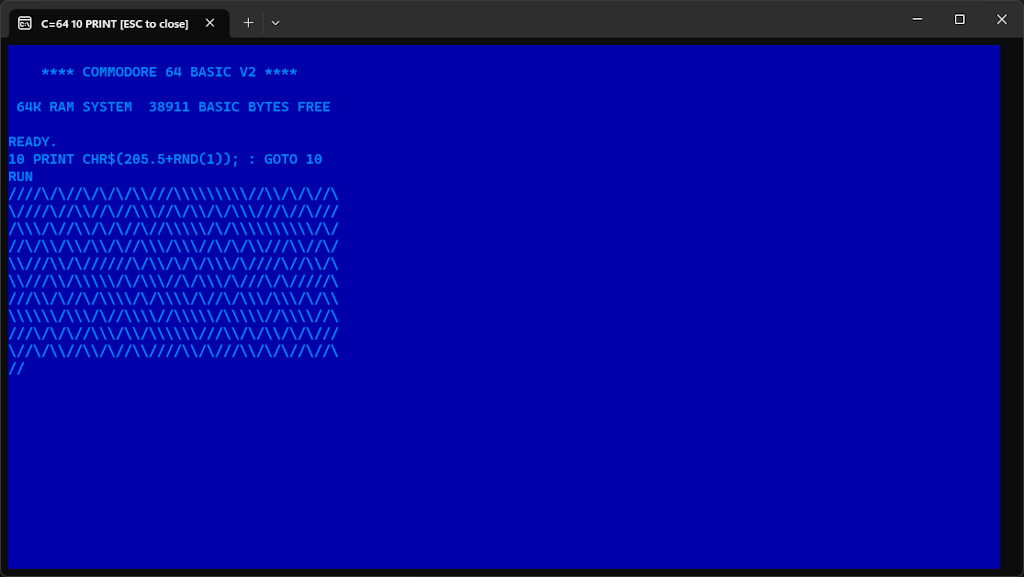 C=64 10 PRINT [ESC to close]
**** COMMODORE 64 BASIC V2 ****
64K RAM SYSTEM  38911 BASIC BYTES FREE
READY.
10 PRINT CHR$(205.5+RND(1)); : GOTO 10
RUN
////\/\//\/\/\/\\///\\\\\\\\\//\\/\/\//\
\////\//\\//\//\\\//\/\\/\/\\\///\//\///
/\\\/\//\/\/\//\//\\\\\/\/\\\\\\\\\\\/\/
//\/\\/\\/\/\//\\\/\\\//\/\/\\///\\//\/
\\///\\/\//////\/\\/\/\/\\\/\////\//\\/\
\\///\\/\\\\\/\/\\\//\/\\\/\///\/\/////\
///\\/\//\/\\\\/\/\\\\/\//\/\\\/\\\/\/\\
\\\\\\/\\\/\//\\\\//\\\\\/\\\\\//\\\\//\
///\/\/\//\\\/\\/\\\\\\///\\/\/\\/\/\///
\//\/\\//\\/\//\\////\\/\///\\/\/\//\//\
//